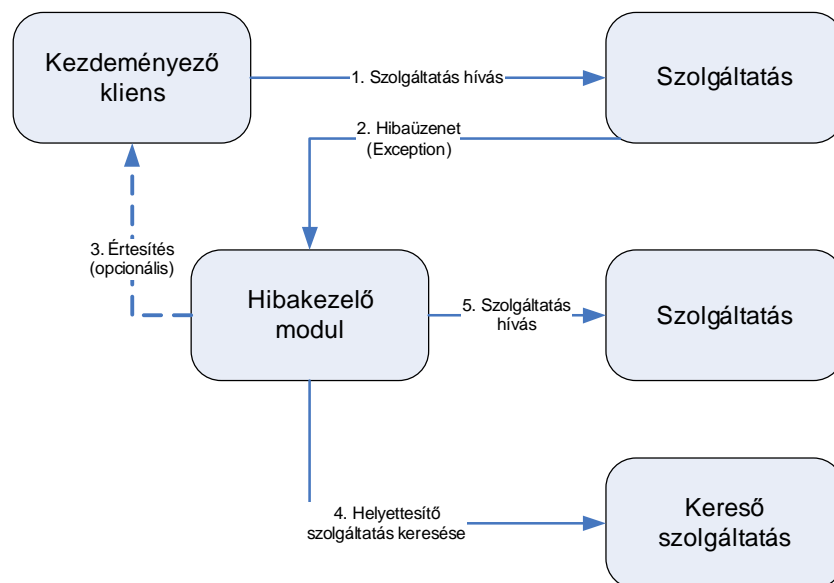 Kezdeményező
kliens
1. Szolgáltatás hívás
Szolgáltatás
2. Hibaüzenet
(Exception)
3. Értesítés
(opcionális)
Hibakezelő
modul
5. Szolgáltatás
hívás
Szolgáltatás
4. Helyettesítő
szolgáltatás keresése
Kereső
szolgáltatás